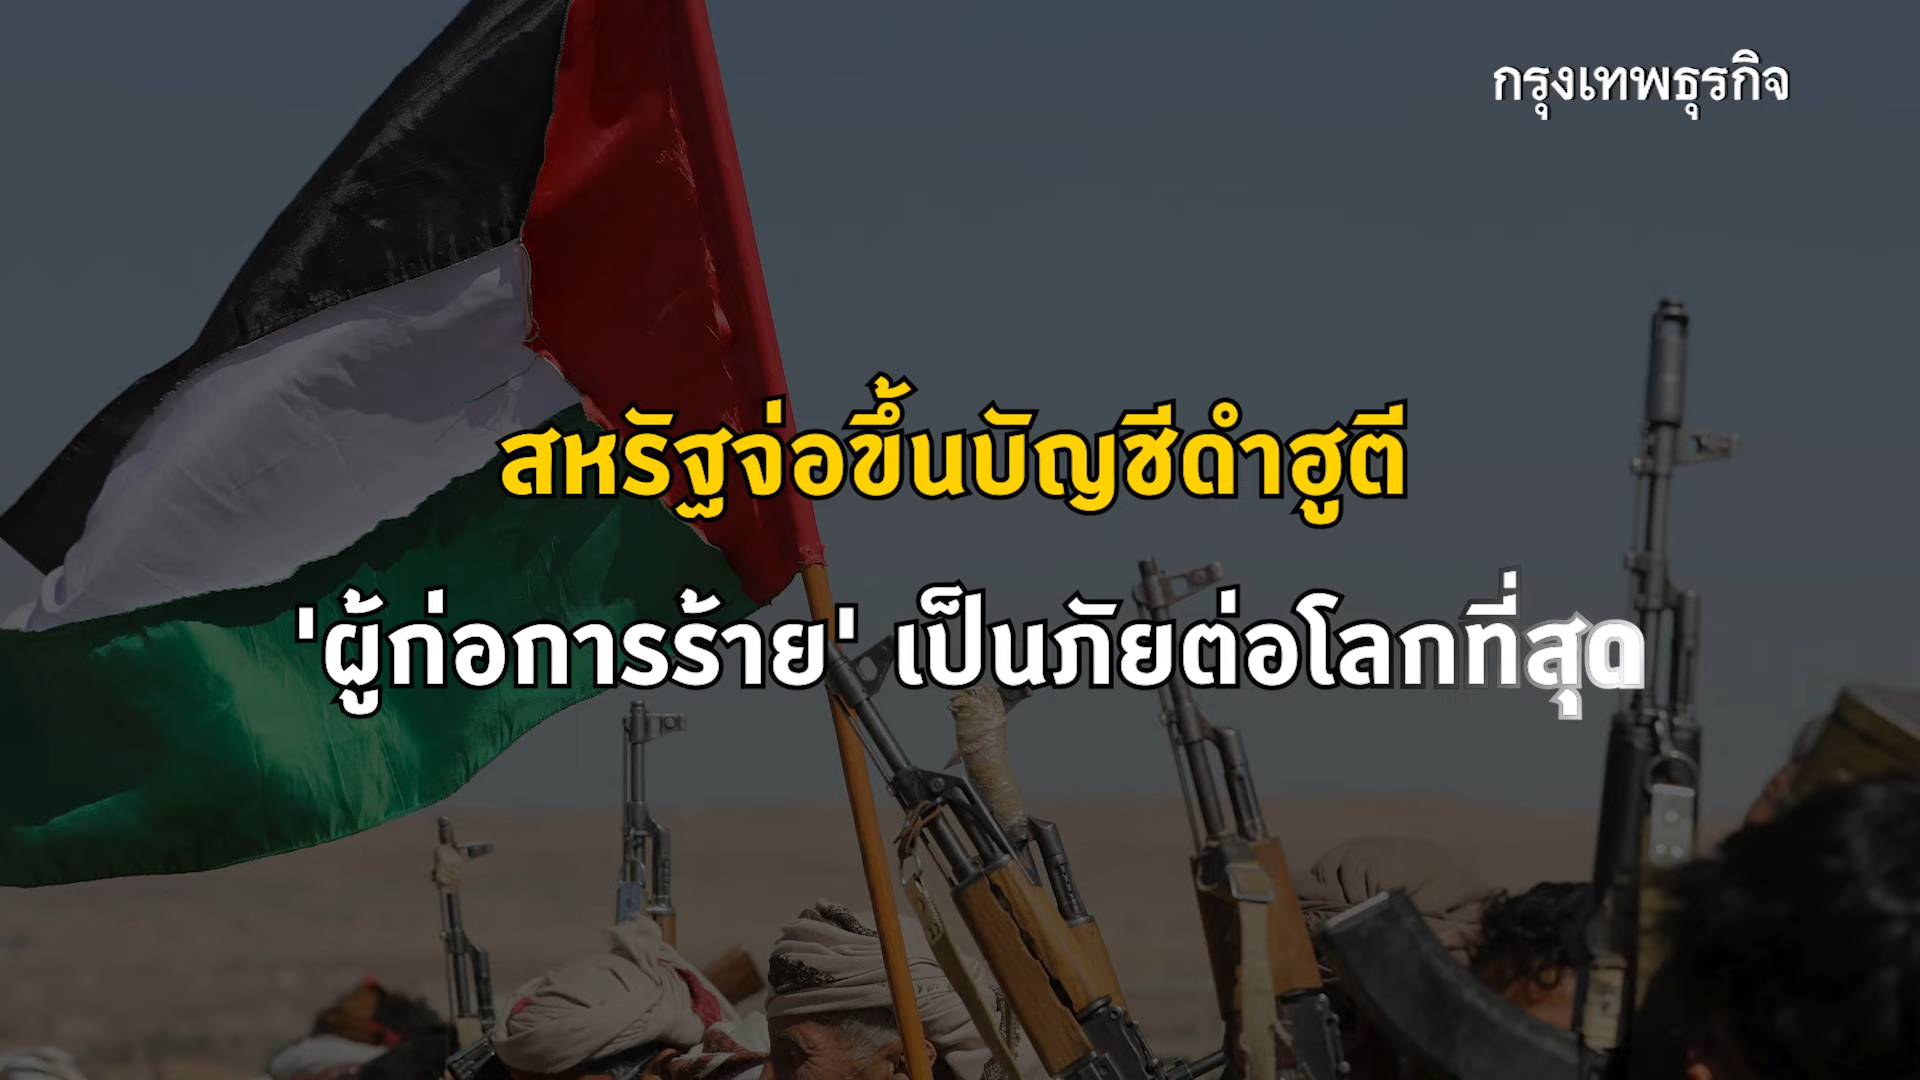 กรุงเทพธุรกิจ
สหรัฐจ่อขึ้นบัญชีดำฮูตี
'ผู้ก่อการร้าย' เป็นภัยต่อโลกที่สุด